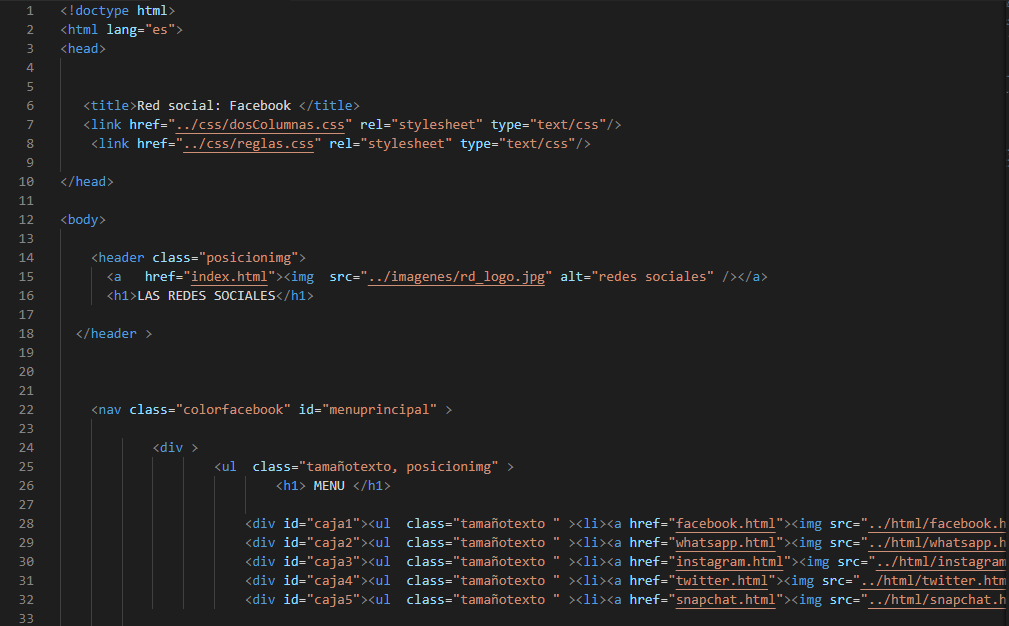 1 <!doctype html>
2 <html lang="es">
3 <head>
4
5
6 <title>Red social: Facebook </title>
7 <link href="../css/dosColumnas.css" rel="stylesheet" type="text/css"/>
8 <link href="../css/reglas.css" rel="stylesheet" type="text/css"/>
9
10 </head>
11
12 <body>
13
14 <header class="posicionimg">
15 <a   href="index.html"><img  src="../imagenes/rd_logo.jpg" alt="redes sociales" /></a>
16 <h1>LAS REDES SOCIALES</h1>
17
18 </header >
19
20
21
22 <nav class="colorfacebook" id="menuprincipal" >
23
24 <div >
25 <ul  class="tamañotexto, posicionimg" >
26 <h1> MENU </h1>
27
28 <div id="caja1"><ul  class="tamañotexto " ><li><a href="facebook.html"><img src="../html/facebook.h
29 <div id="caja2"><ul  class="tamañotexto " ><li><a href="whatsapp.html"><img src="../html/whatsapp.h
30 <div id="caja3"><ul  class="tamañotexto " ><li><a href="instagram.html"><img src="../html/instagram
31 <div id="caja4"><ul  class="tamañotexto " ><li><a href="twitter.html"><img src="../html/twitter.htm
32 <div id="caja5"><ul  class="tamañotexto " ><li><a href="snapchat.html"><img src="../html/snapchat.h
33